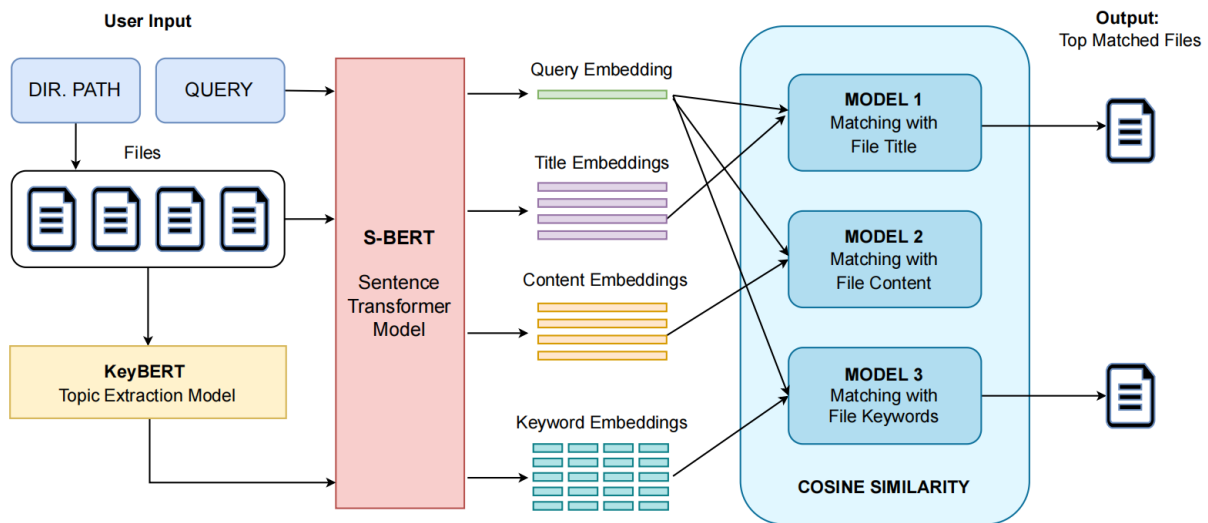 User Input
DIR. PATH
QUERY
Files
KeyBERT
Topic Extraction Model
S-BERT
Sentence
Transformer
Model
Query Embedding
Title Embeddings
Content Embeddings
Keyword Embeddings
MODEL 1
Matching with
File Title
MODEL 2
Matching with
File Content
MODEL 3
Matching with
File Keywords
COSINE SIMILARITY
Output:
Top Matched Files